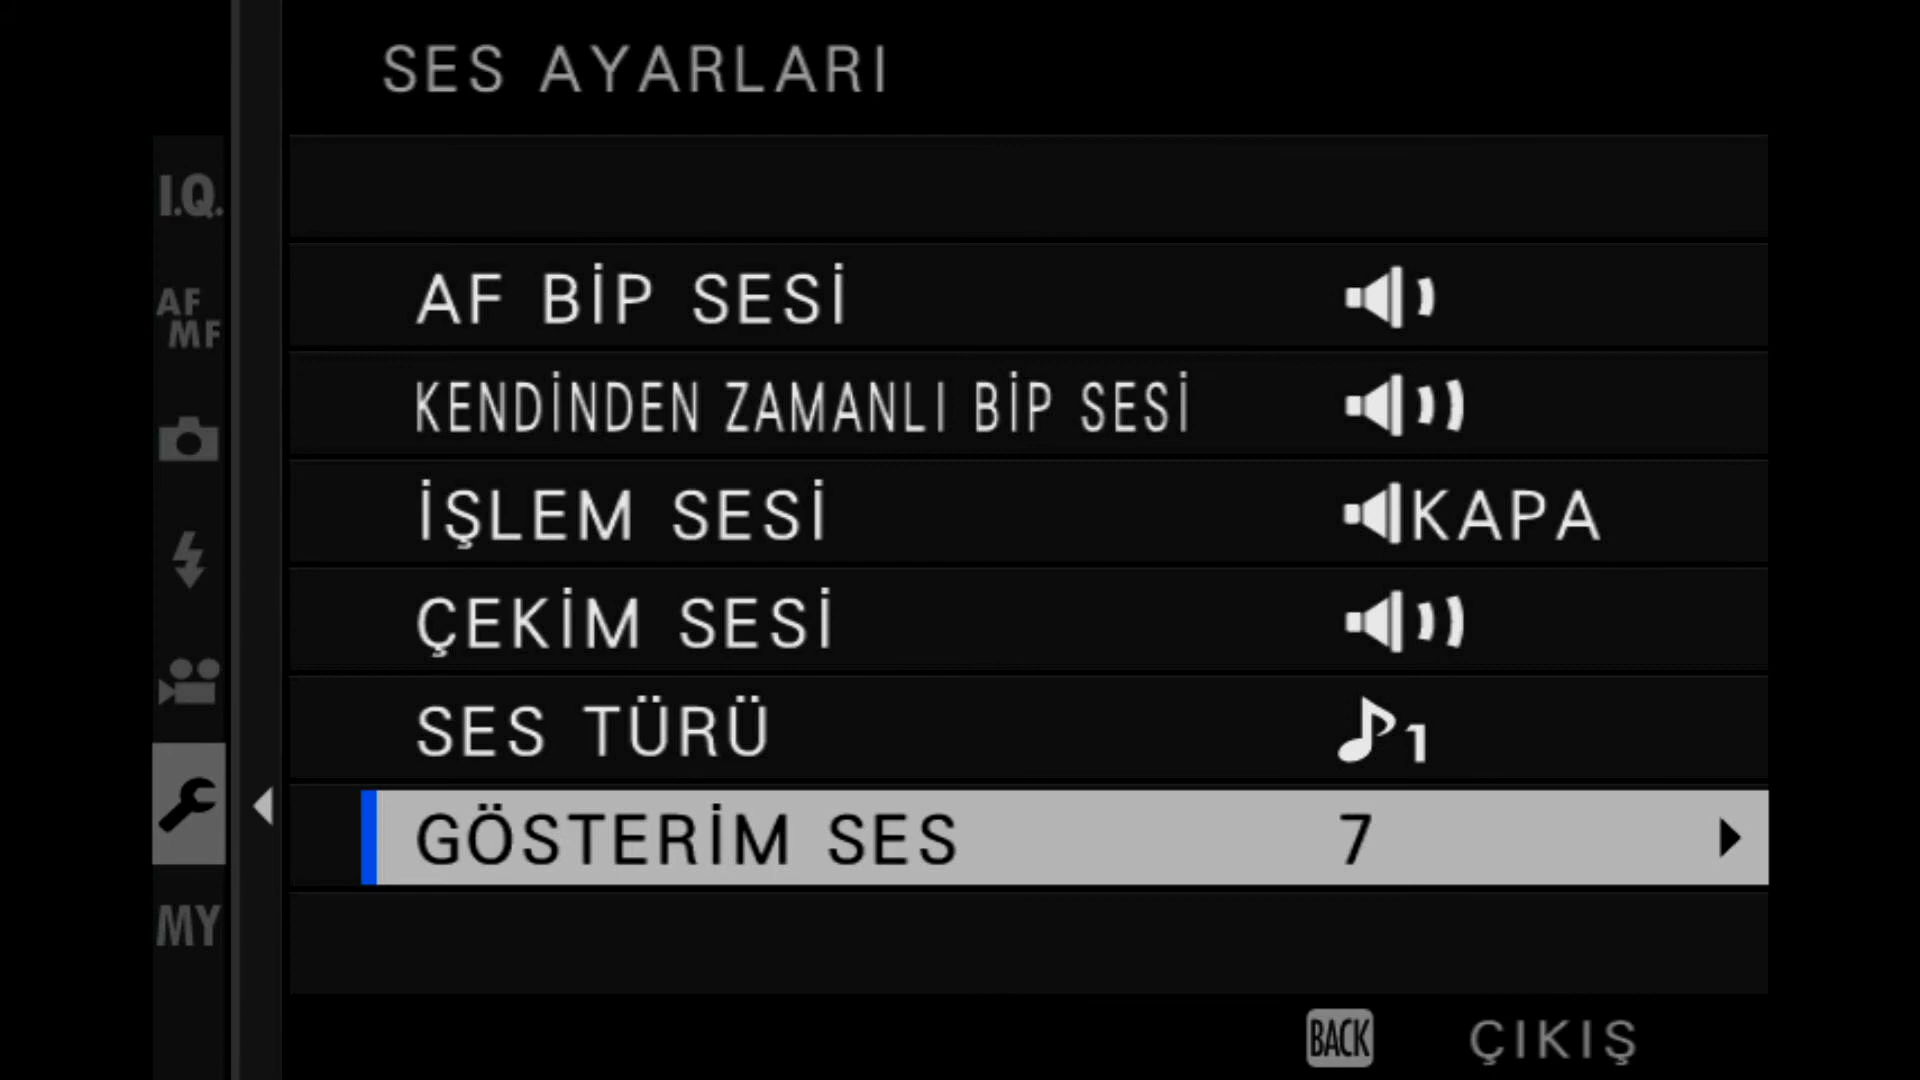 SES AYARLARI
I.Q.
AF BİP SESİ
AF
MF
KENDİNDEN ZAMANLI BİP SESİ
İŞLEM SESİ KAPA
ÇEKİM SESİ
SES TÜRÜ 1
GÖSTERİM SES 7
MY
BACK ÇIKIŞ